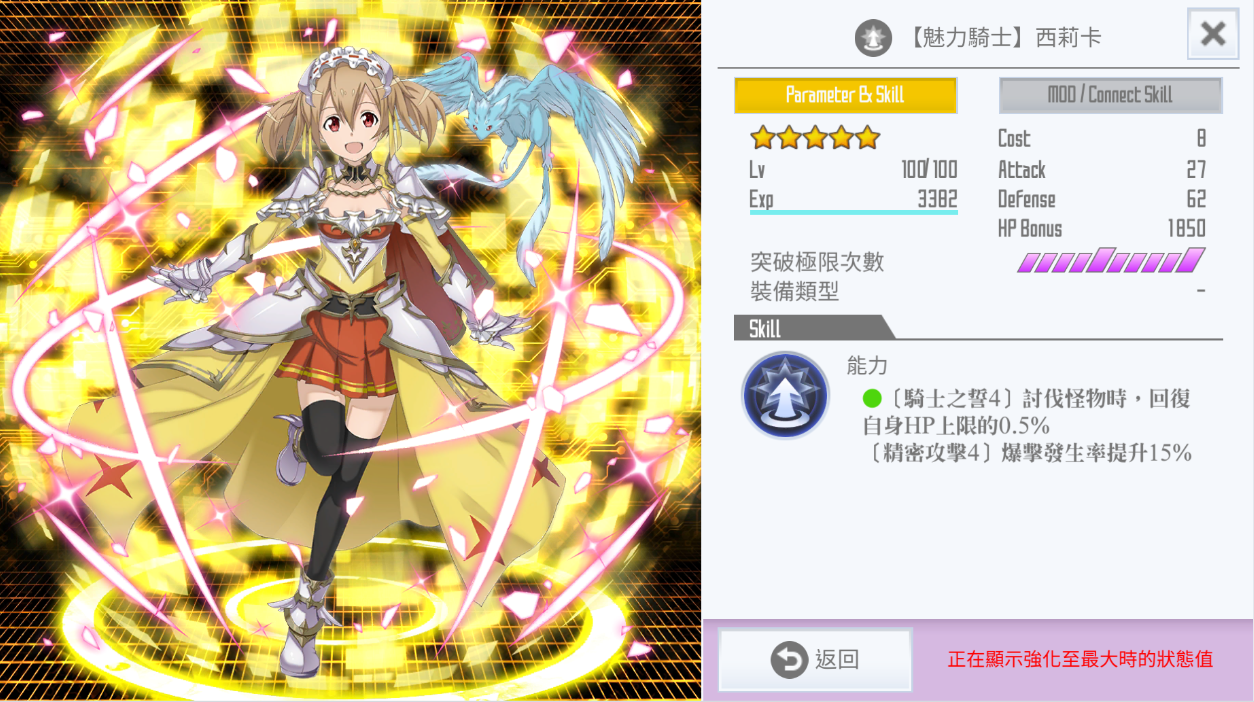 【魅力騎士】西莉卡
Parameter & Skill
MOD / Connect Skill
Lv 100/100
Exp 3382
Cost 8
Attack 27
Defense 62
HP Bonus 1850
突破極限次數
裝備類型 -
Skill
能力
〔騎士之誓4〕討伐怪物時，回復
自身HP上限的0.5%
〔精密攻擊4〕爆擊發生率提升15%
返回
正在顯示強化至最大時的狀態值